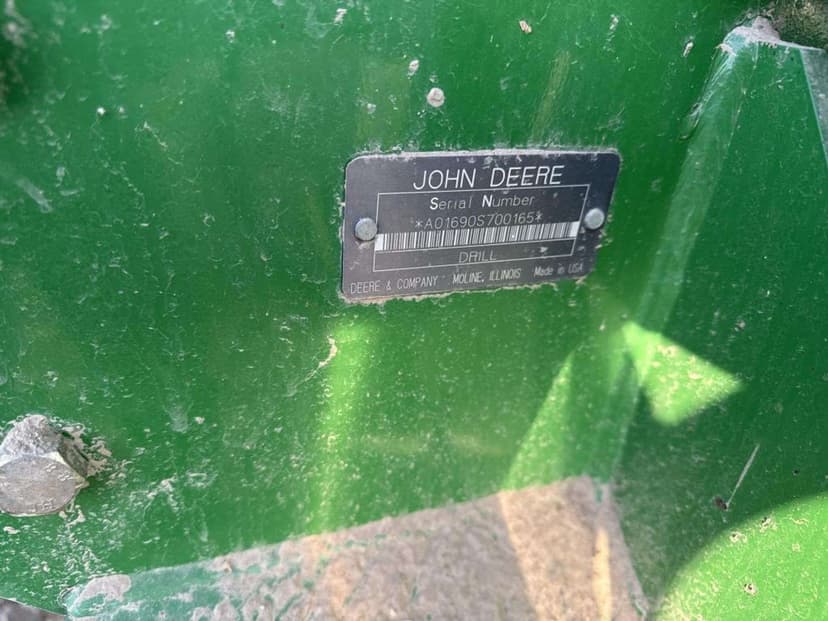 JOHN DEERE
Serial Number
*A01690S700165*
DRILL
DEERE & COMPANY MOLINE, ILLINOIS Made in USA